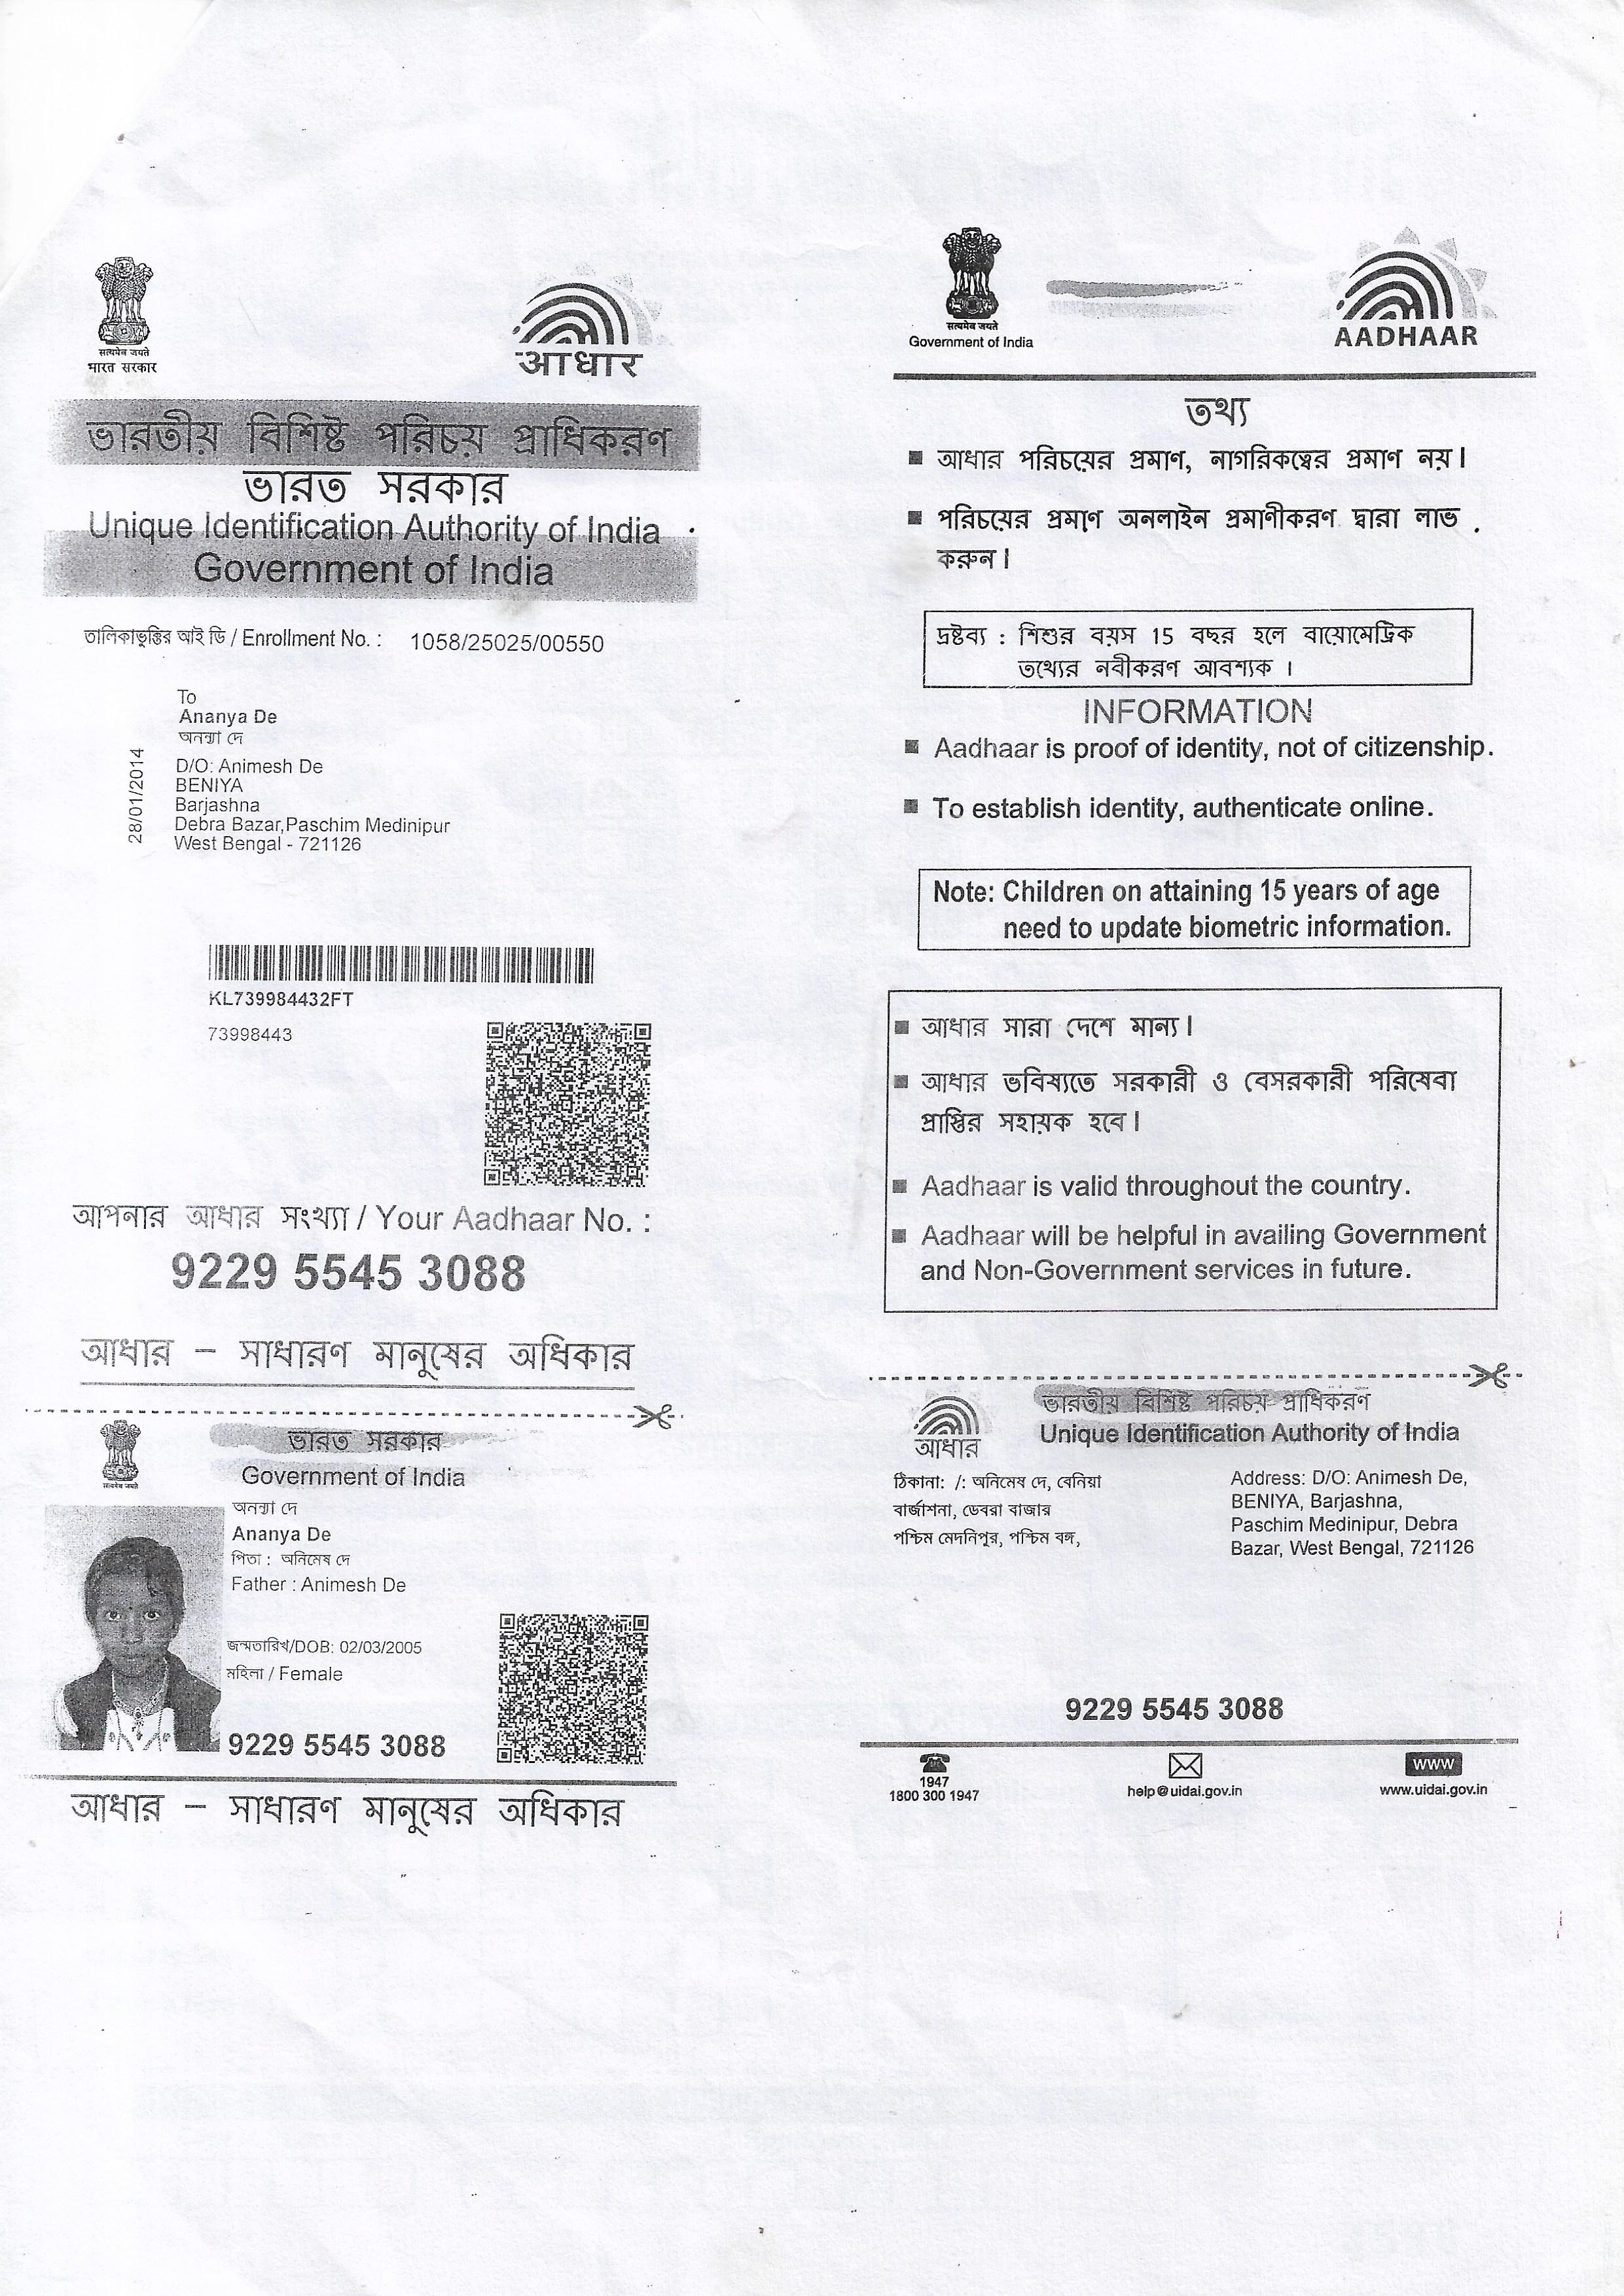 सत्यमेव जयते
भारत सरकार
आधार
ভারতীয় বিশিষ্ট পরিচয় প্রাধিকরণ
ভারত সরকার
Unique Identification Authority of India
Government of India
তালিকাভুক্তির আই ডি / Enrollment No. : 1058/25025/00550
To
Ananya De
অনন্যা দে
D/O: Animesh De
BENIYA
Barjashna
Debra Bazar,Paschim Medinipur
West Bengal - 721126
28/01/2014
KL739984432FT
73998443
আপনার আধার সংখ্যা / Your Aadhaar No. :
9229 5545 3088
আধার – সাধারণ মানুষের অধিকার
ভারত সরকার
Government of India
सत्यमेव जयते
অনন্যা দে
Ananya De
পিতা : অনিমেষ দে
Father : Animesh De
জন্মতারিখ/DOB: 02/03/2005
মহিলা / Female
9229 5545 3088
আধার – সাধারণ মানুষের অধিকার
सत्यमेव जयते
Government of India
AADHAAR
তথ্য
■ আধার পরিচয়ের প্রমাণ, নাগরিকত্বের প্রমাণ নয়।
■ পরিচয়ের প্রমাণ অনলাইন প্রমাণীকরণ দ্বারা লাভ
করুন।
দ্রষ্টব্য : শিশুর বয়স 15 বছর হলে বায়োমেট্রিক
তথ্যের নবীকরণ আবশ্যক ।
INFORMATION
■ Aadhaar is proof of identity, not of citizenship.
■ To establish identity, authenticate online.
Note: Children on attaining 15 years of age
need to update biometric information.
■ আধার সারা দেশে মান্য।
■ আধার ভবিষ্যতে সরকারী ও বেসরকারী পরিষেবা
প্রাপ্তির সহায়ক হবে।
■ Aadhaar is valid throughout the country.
■ Aadhaar will be helpful in availing Government
and Non-Government services in future.
ভারতীয় বিশিষ্ট পরিচয় প্রাধিকরণ
Unique Identification Authority of India
আধার
ঠিকানা: /: অনিমেষ দে, বেনিয়া
বার্জাশনা, ডেবরা বাজার
পশ্চিম মেদনিপুর, পশ্চিম বঙ্গ,
Address: D/O: Animesh De,
BENIYA, Barjashna,
Paschim Medinipur, Debra
Bazar, West Bengal, 721126
9229 5545 3088
1947
1800 300 1947
help@uidai.gov.in
www
www.uidai.gov.in